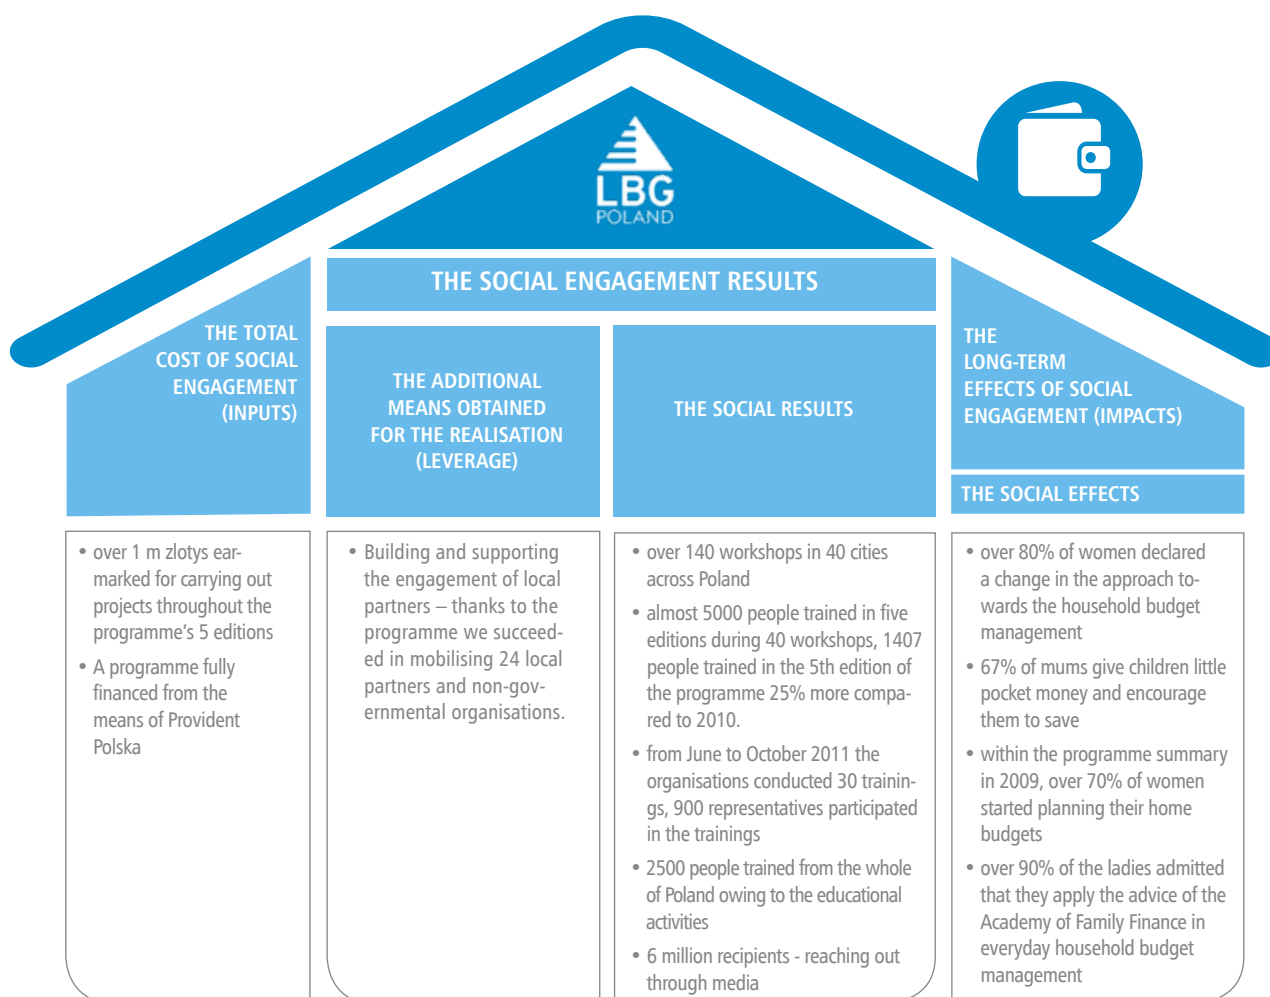 LBG
POLAND
THE SOCIAL ENGAGEMENT RESULTS
THE TOTAL
COST OF SOCIAL
ENGAGEMENT
(INPUTS)
THE ADDITIONAL
MEANS OBTAINED
FOR THE REALISATION
(LEVERAGE)
THE SOCIAL RESULTS
THE
LONG-TERM
EFFECTS OF SOCIAL
ENGAGEMENT (IMPACTS)
THE SOCIAL EFFECTS
• over 1 m zlotys ear-
marked for carrying out
projects throughout the
programme's 5 editions
• A programme fully
financed from the
means of Provident
Polska
• Building and supporting
the engagement of local
partners – thanks to the
programme we succeed-
ed in mobilising 24 local
partners and non-gov-
ernmental organisations.
• over 140 workshops in 40 cities
across Poland
• almost 5000 people trained in five
editions during 40 workshops, 1407
people trained in the 5th edition of
the programme 25% more compa-
red to 2010.
• from June to October 2011 the
organisations conducted 30 trainin-
gs, 900 representatives participated
in the trainings
• 2500 people trained from the whole
of Poland owing to the educational
activities
• 6 million recipients - reaching out
through media
• over 80% of women declared
a change in the approach to-
wards the household budget
management
• 67% of mums give children little
pocket money and encourage
them to save
• within the programme summary
in 2009, over 70% of women
started planning their home
budgets
• over 90% of the ladies admitted
that they apply the advice of the
Academy of Family Finance in
everyday household budget
management